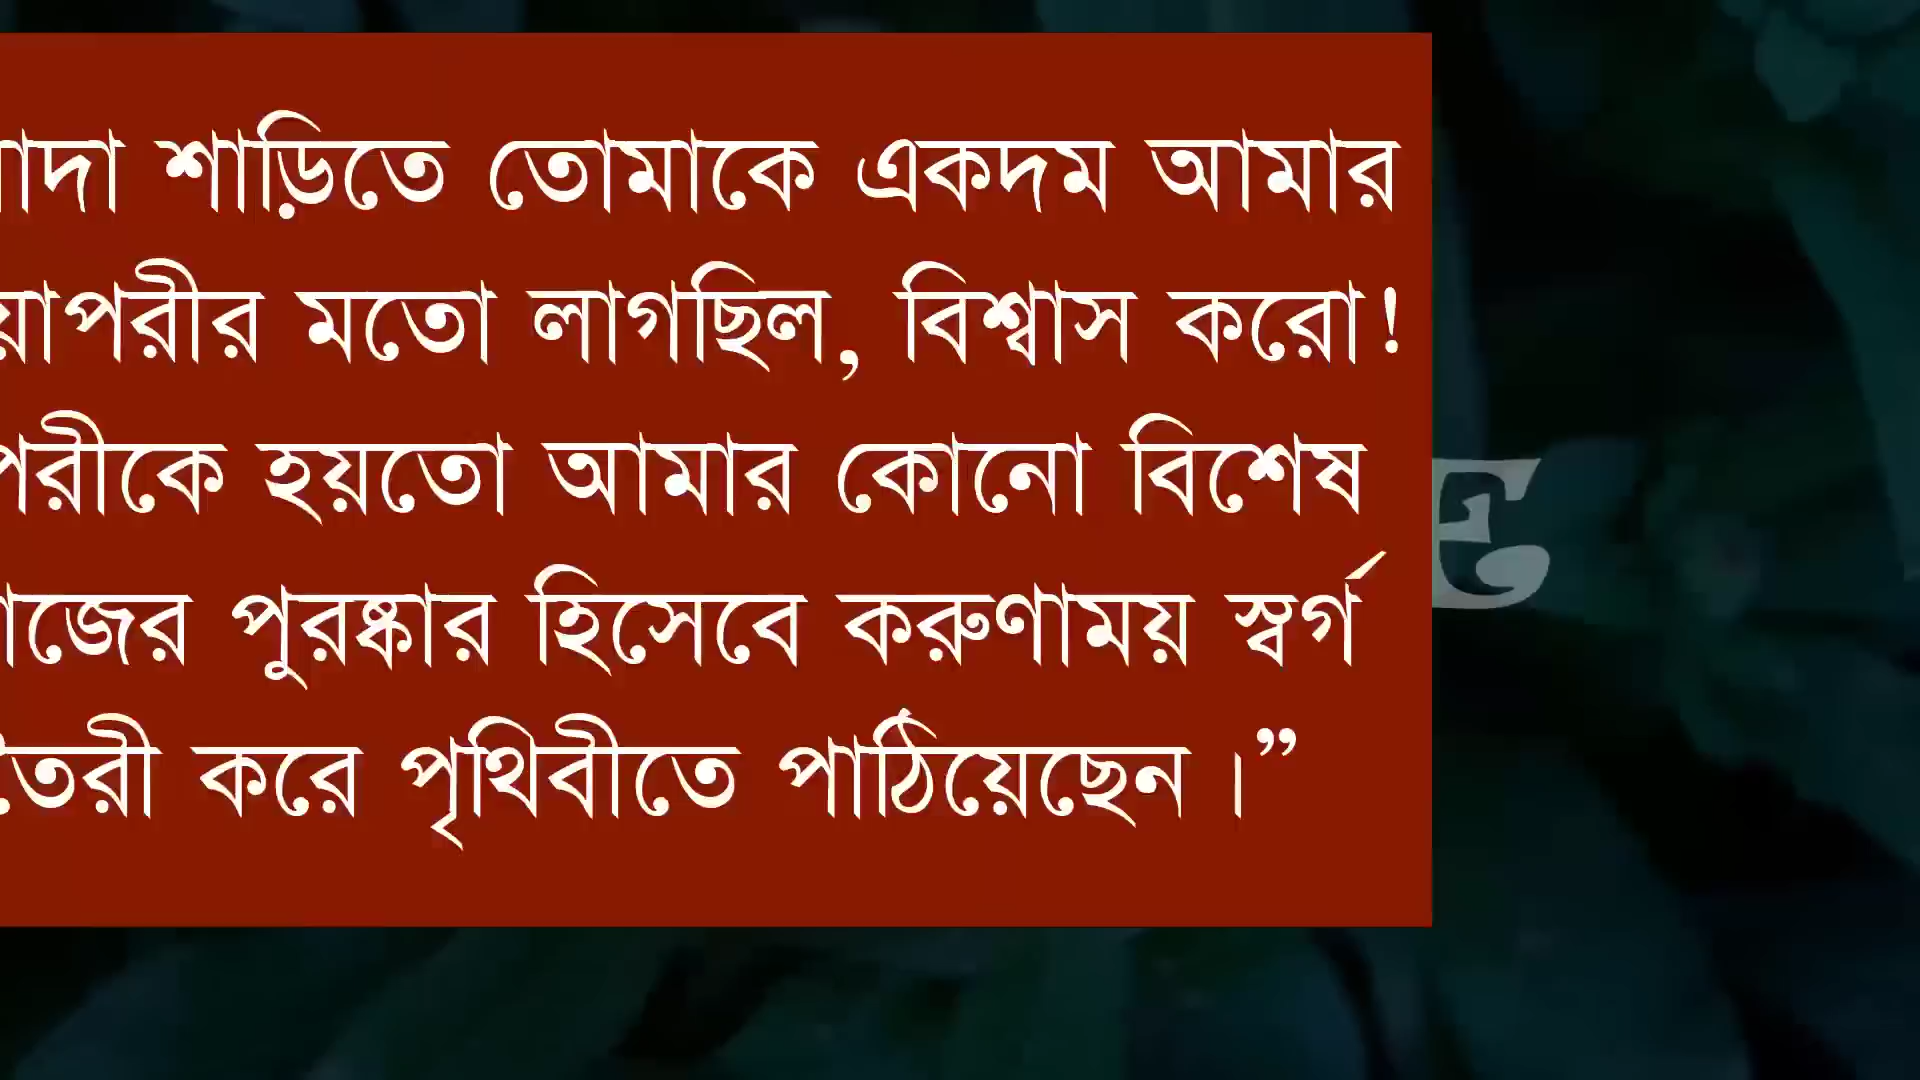 শাড়িতে তোমাকে একদম আমার
মতো লাগছিল, বিশ্বাস করো!
হয়তো আমার কোনো বিশেষ
পুরষ্কার হিসেবে করুণাময় স্বর্গ
করে পৃথিবীতে পাঠিয়েছেন।”